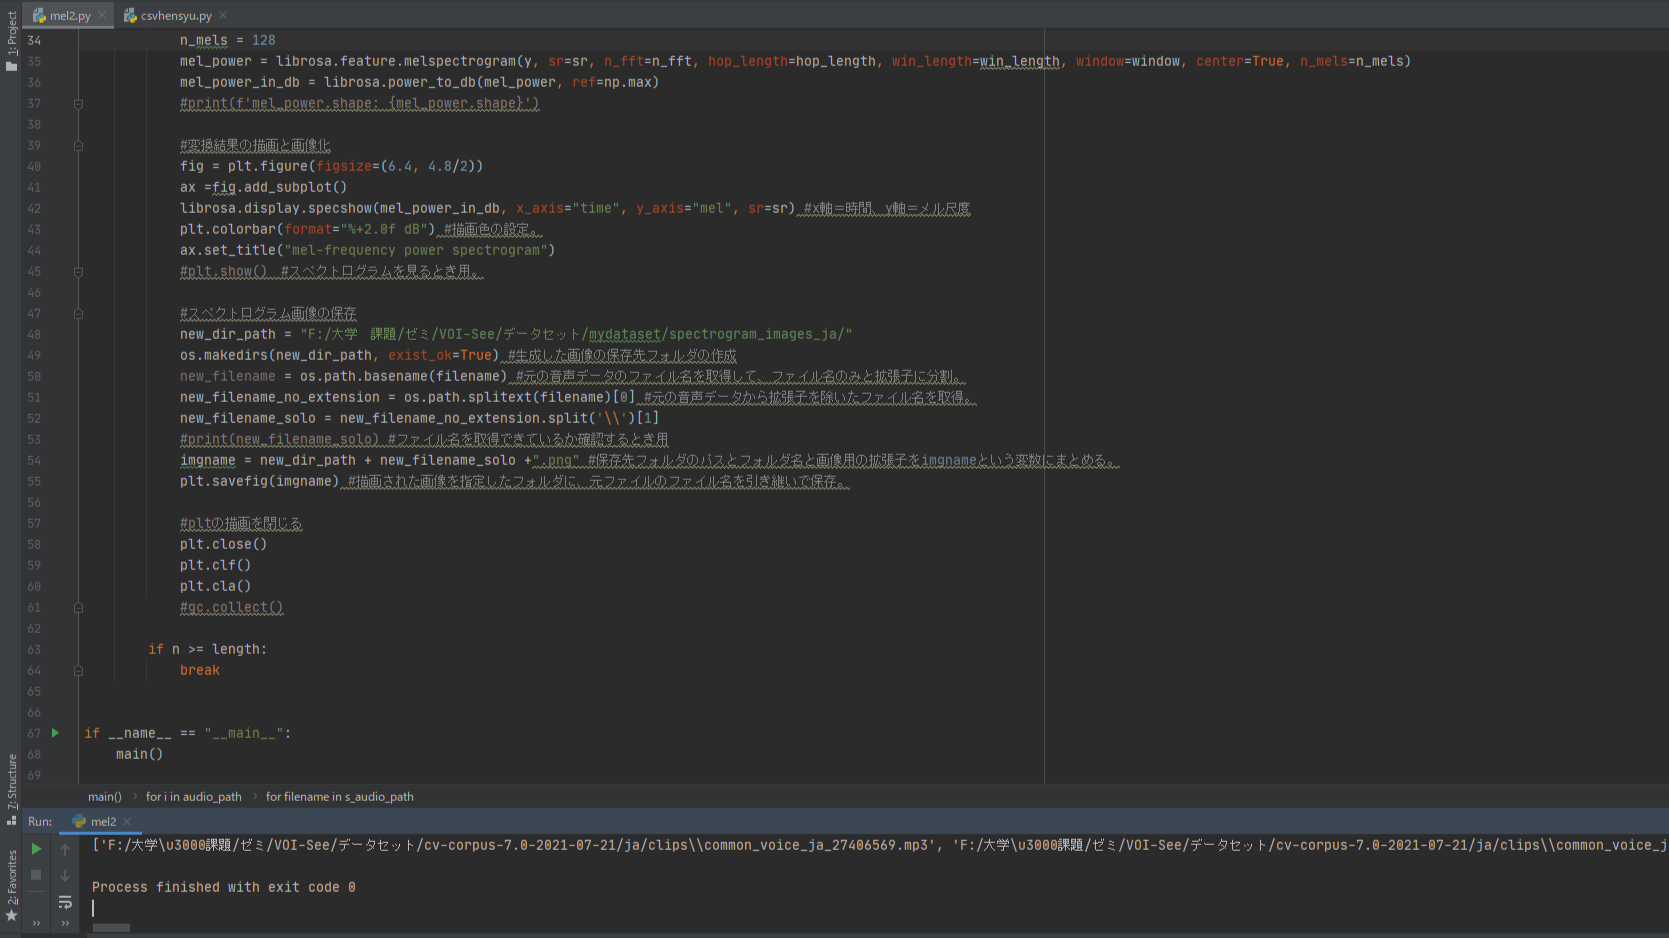 1: Project
mel2.py
csvhensyu.py
34 n_mels = 128
35 mel_power = librosa.feature.melspectrogram(y, sr=sr, n_fft=n_fft, hop_length=hop_length, win_length=win_length, window=window, center=True, n_mels=n_mels)
36 mel_power_in_db = librosa.power_to_db(mel_power, ref=np.max)
37 #print(f'mel_power.shape: {mel_power.shape}')
38
39 #変換結果の描画と画像化
40 fig = plt.figure(figsize=(6.4, 4.8/2))
41 ax =fig.add_subplot()
42 librosa.display.specshow(mel_power_in_db, x_axis="time", y_axis="mel", sr=sr) #x軸＝時間、y軸＝メル尺度
43 plt.colorbar(format="%+2.0f dB") #描画色の設定。
44 ax.set_title("mel-frequency power spectrogram")
45 #plt.show() #スペクトログラムを見るとき用。
46
47 #スペクトログラム画像の保存
48 new_dir_path = "F:/大学　課題/ゼミ/VOI-See/データセット/mydataset/spectrogram_images_ja/"
49 os.makedirs(new_dir_path, exist_ok=True) #生成した画像の保存先フォルダの作成
50 new_filename = os.path.basename(filename) #元の音声データのファイル名を取得して、ファイル名のみと拡張子に分割。
51 new_filename_no_extension = os.path.splitext(filename)[0] #元の音声データから拡張子を除いたファイル名を取得。
52 new_filename_solo = new_filename_no_extension.split('\\')[1]
53 #print(new_filename_solo) #ファイル名を取得できているか確認するとき用
54 imgname = new_dir_path + new_filename_solo +".png" #保存先フォルダのパスとフォルダ名と画像用の拡張子をimgnameという変数にまとめる。
55 plt.savefig(imgname) #描画された画像を指定したフォルダに、元ファイルのファイル名を引き継いで保存。
56
57 #pltの描画を閉じる
58 plt.close()
59 plt.clf()
60 plt.cla()
61 #gc.collect()
62
63 if n >= length:
64 break
65
66
67 if __name__ == "__main__":
68 main()
69
7: Structure
main() › for i in audio_path › for filename in s_audio_path
Run: mel2
2: Favorites
['F:/大学\u3000課題/ゼミ/VOI-See/データセット/cv-corpus-7.0-2021-07-21/ja/clips\\common_voice_ja_27406569.mp3', 'F:/大学\u3000課題/ゼミ/VOI-See/データセット/cv-corpus-7.0-2021-07-21/ja/clips\\common_voice_j
Process finished with exit code 0